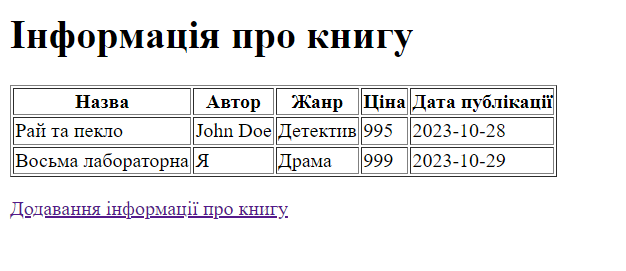 Інформація про книгу
Назва Автор Жанр Ціна Дата публікації
Рай та пекло John Doe Детектив 995 2023-10-28
Восьма лабораторна Я Драма 999 2023-10-29
Додавання інформації про книгу